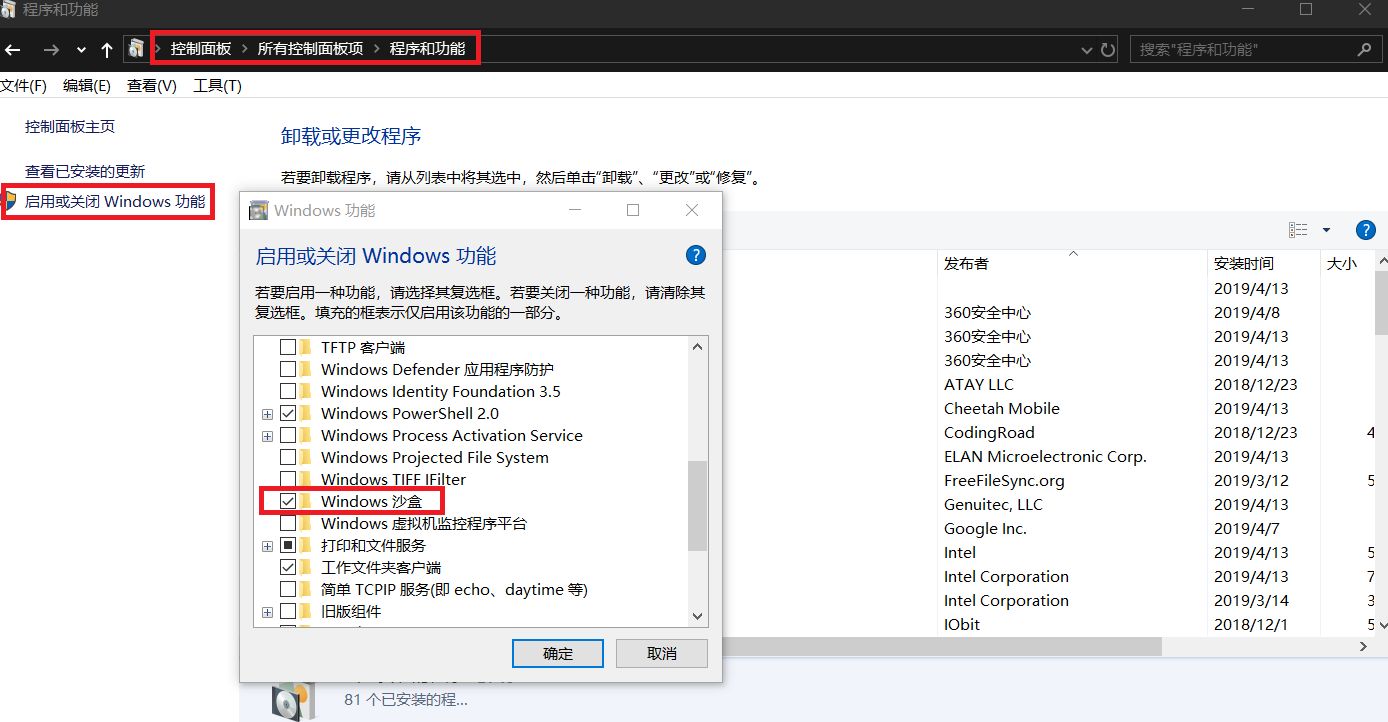 程序和功能
控制面板 › 所有控制面板项 › 程序和功能
搜索"程序和功能"
文件(F) 编辑(E) 查看(V) 工具(T)
控制面板主页
查看已安装的更新
启用或关闭 Windows 功能
卸载或更改程序
若要卸载程序，请从列表中将其选中，然后单击“卸载”、“更改”或“修复”。
Windows 功能
启用或关闭 Windows 功能
若要启用一种功能，请选择其复选框。若要关闭一种功能，请清除其
复选框。填充的框表示仅启用该功能的一部分。
TFTP 客户端
Windows Defender 应用程序防护
Windows Identity Foundation 3.5
Windows PowerShell 2.0
Windows Process Activation Service
Windows Projected File System
Windows TIFF IFilter
Windows 沙盒
Windows 虚拟机监控程序平台
打印和文件服务
工作文件夹客户端
简单 TCPIP 服务(即 echo、daytime 等)
旧版组件
确定 取消
发布者 安装时间 大小
2019/4/13
360安全中心 2019/4/8
360安全中心 2019/4/13
360安全中心 2019/4/13
ATAY LLC 2018/12/23
Cheetah Mobile 2019/4/13
CodingRoad 2018/12/23 4
ELAN Microelectronic Corp. 2019/4/13
FreeFileSync.org 2019/3/12 5
Genuitec, LLC 2019/4/13
Google Inc. 2019/4/7
Intel 2019/4/13 5
Intel Corporation 2019/4/13 7
Intel Corporation 2019/3/14 3
IObit 2018/12/1 5
81 个已安装的程...